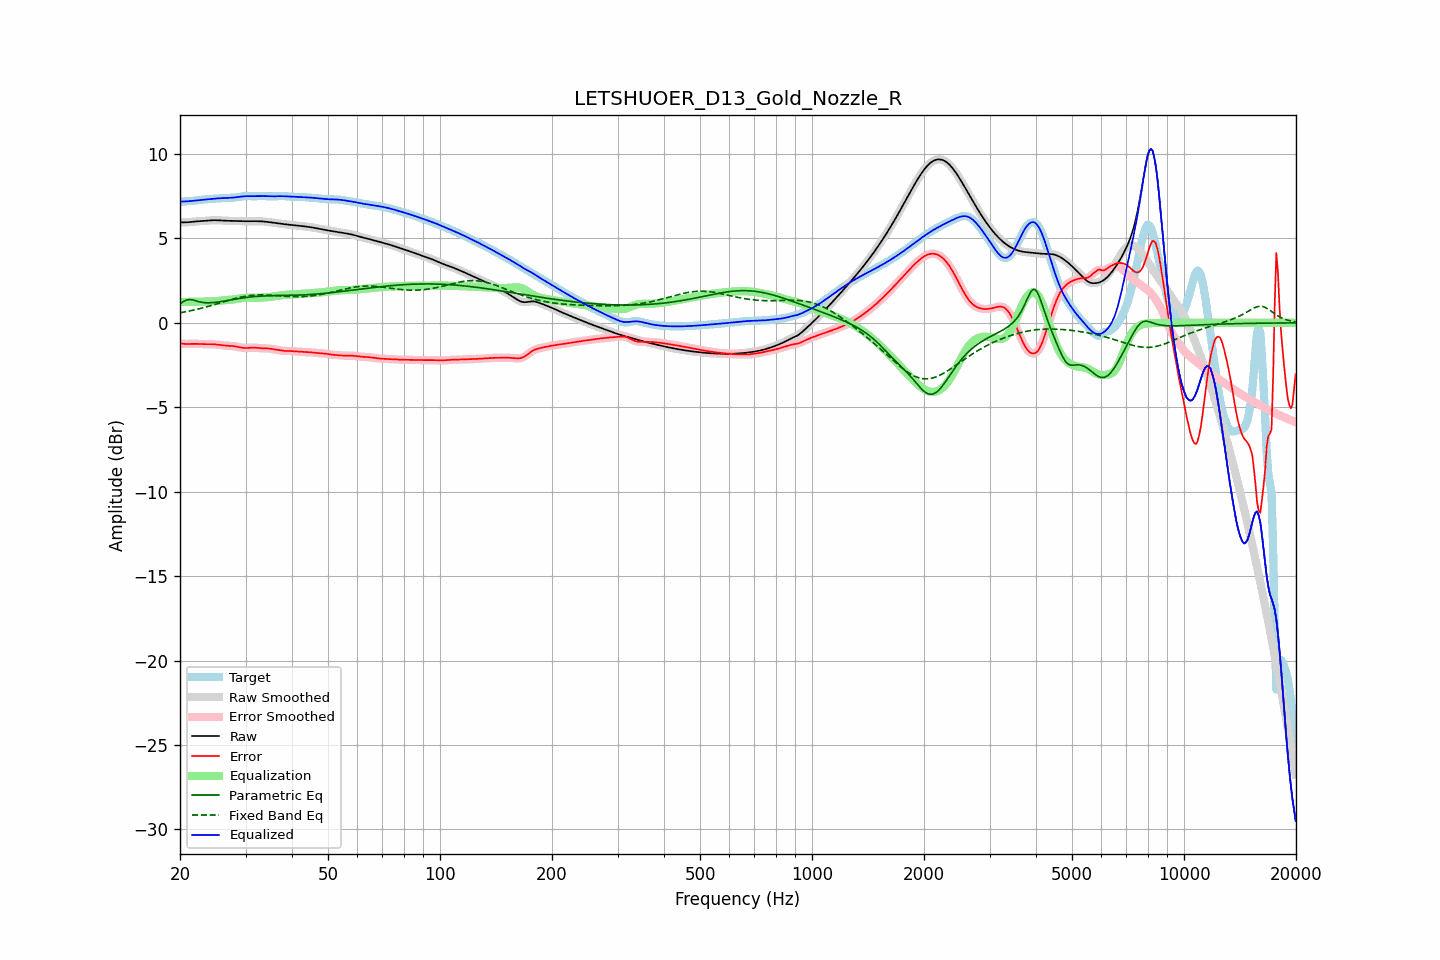 LETSHUOER_D13_Gold_Nozzle_R
Amplitude (dBr)
10
5
0
−5
−10
−15
−20
−25
−30
Target
Raw Smoothed
Error Smoothed
Raw
Error
Equalization
Parametric Eq
Fixed Band Eq
Equalized
20 50 100 200 500 1000 2000 5000 10000 20000
Frequency (Hz)